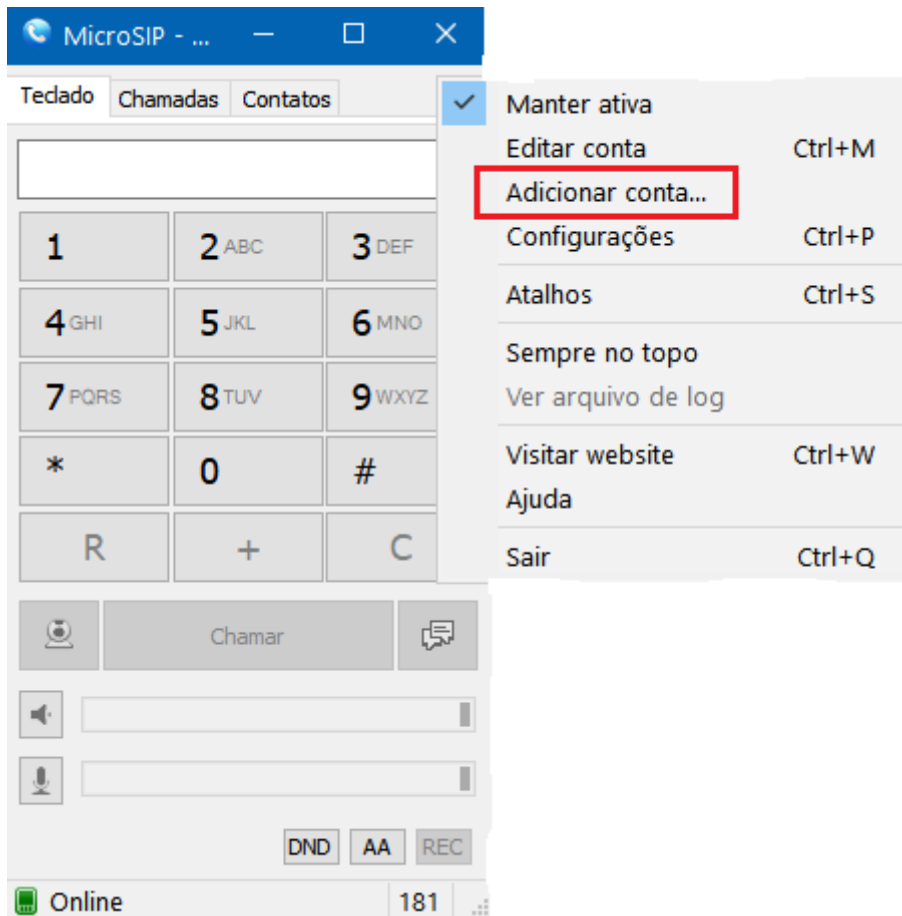 MicroSIP - ...
Teclado Chamadas Contatos
Manter ativa
Editar conta Ctrl+M
Adicionar conta...
Configurações Ctrl+P
Atalhos Ctrl+S
Sempre no topo
Ver arquivo de log
Visitar website Ctrl+W
Ajuda
Sair Ctrl+Q
1 2 ABC 3 DEF
4 GHI 5 JKL 6 MNO
7 PQRS 8 TUV 9 WXYZ
* 0 #
R + C
Chamar
DND AA REC
Online 181